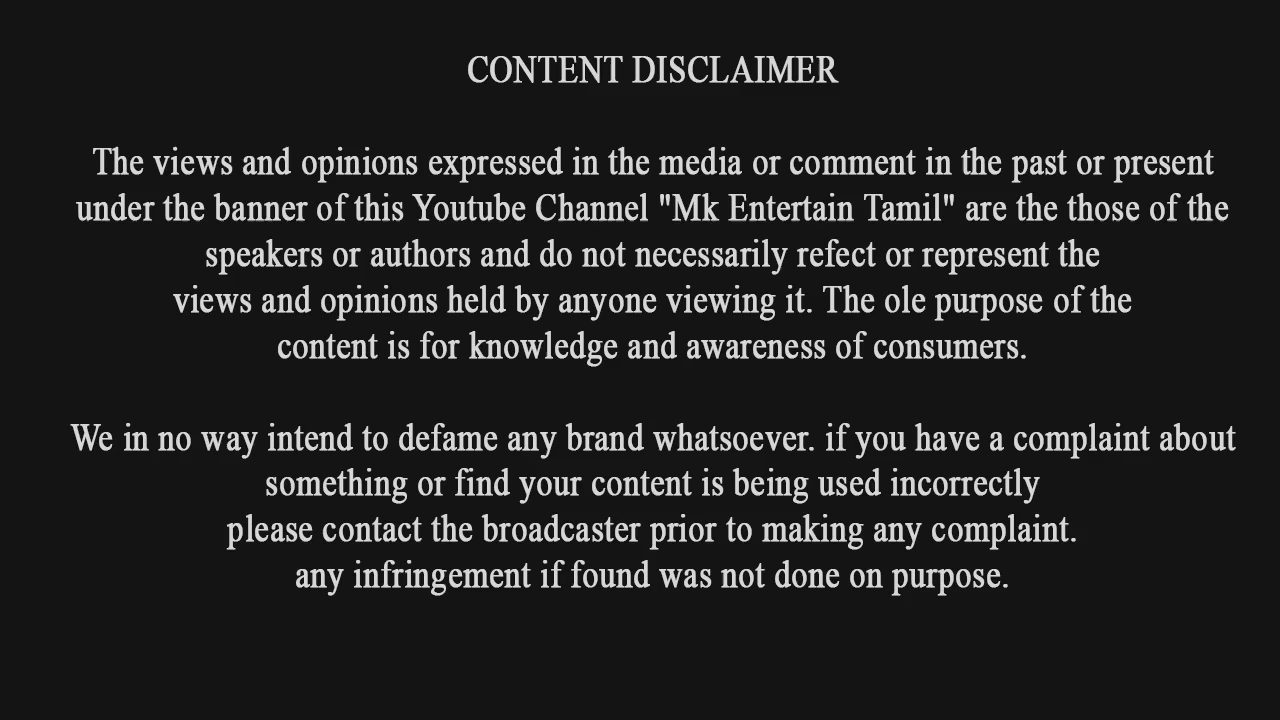 CONTENT DISCLAIMER
The views and opinions expressed in the media or comment in the past or present
under the banner of this Youtube Channel "Mk Entertain Tamil" are the those of the
speakers or authors and do not necessarily refect or represent the
views and opinions held by anyone viewing it. The ole purpose of the
content is for knowledge and awareness of consumers.
We in no way intend to defame any brand whatsoever. if you have a complaint about
something or find your content is being used incorrectly
please contact the broadcaster prior to making any complaint.
any infringement if found was not done on purpose.